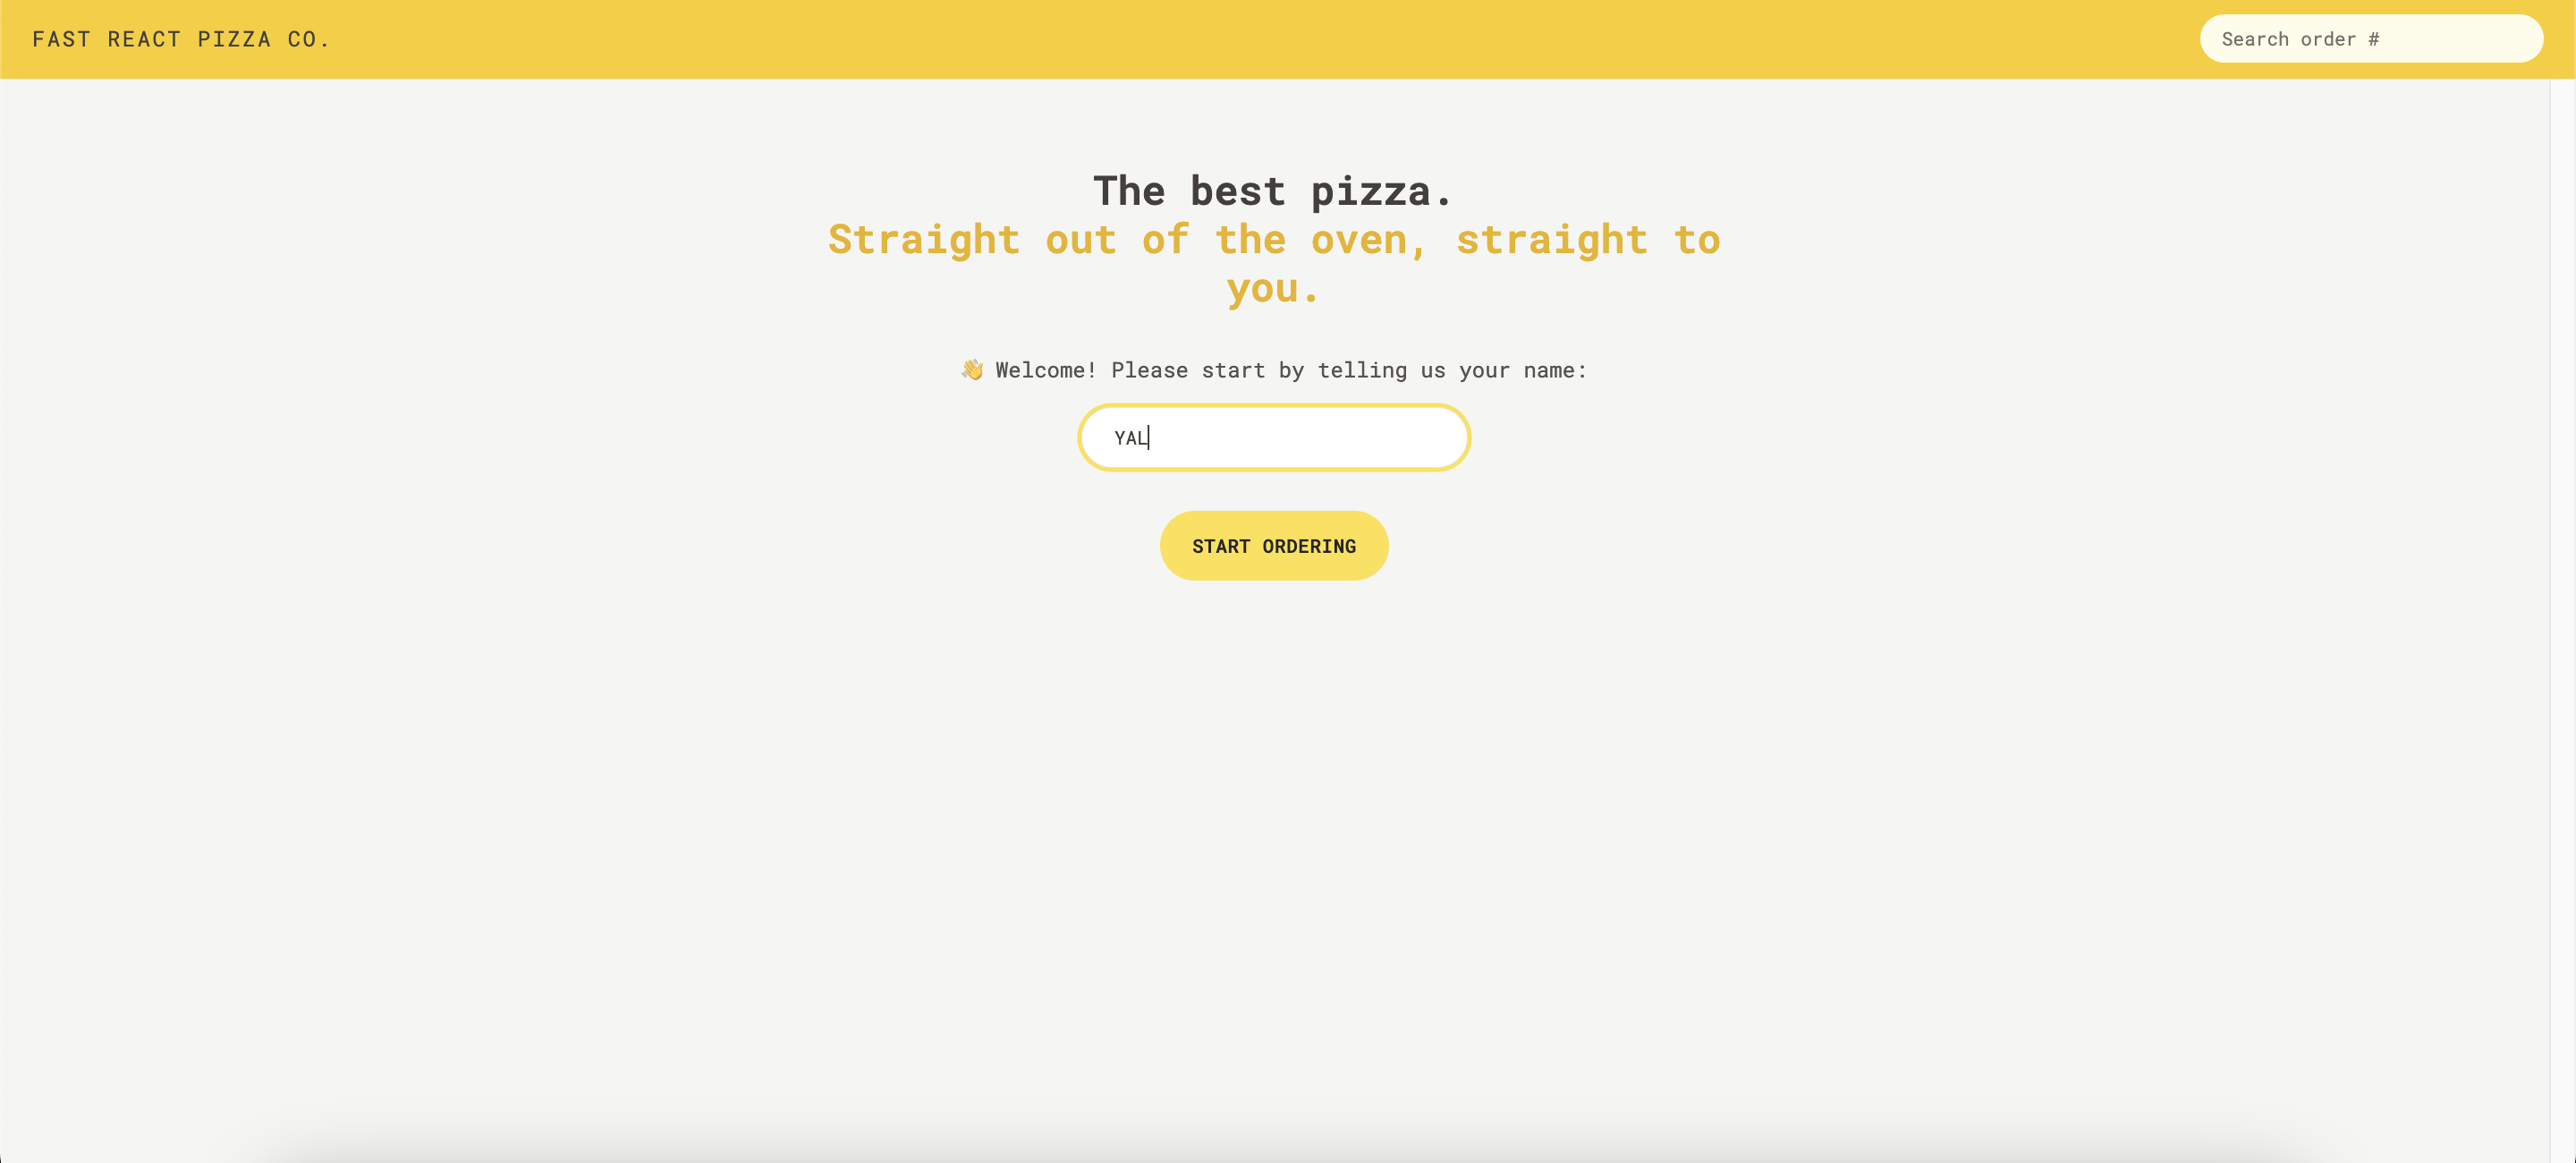 FAST REACT PIZZA CO.
Search order #
The best pizza.
Straight out of the oven, straight to
you.
👋 Welcome! Please start by telling us your name:
YAL
START ORDERING